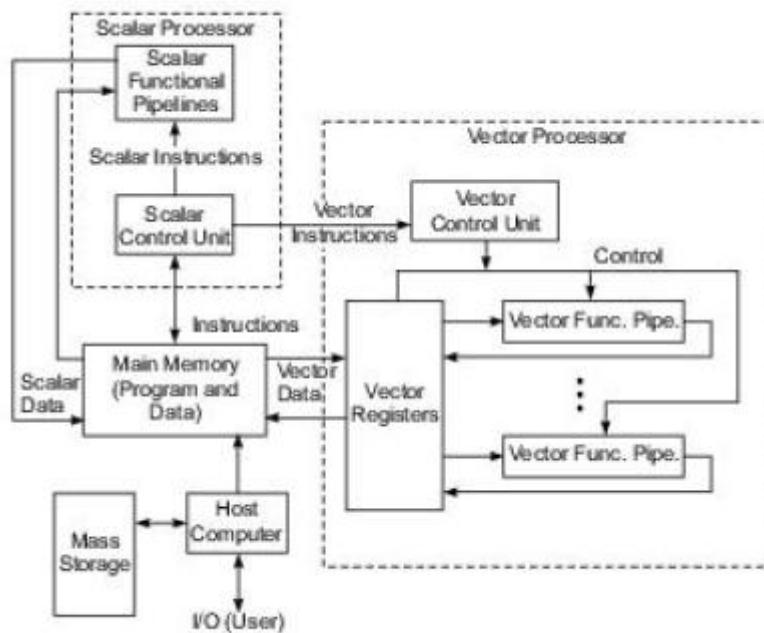 Scalar Processor
Scalar
Functional
Pipelines
Scalar Instructions
Scalar
Control Unit
Vector
Instructions
Vector Processor
Vector
Control Unit
Control
Vector Func. Pipe.
Vector
Registers
Vector Func. Pipe.
Instructions
Main Memory
(Program and
Data)
Scalar
Data
Vector
Data
Mass
Storage
Host
Computer
I/O (User)